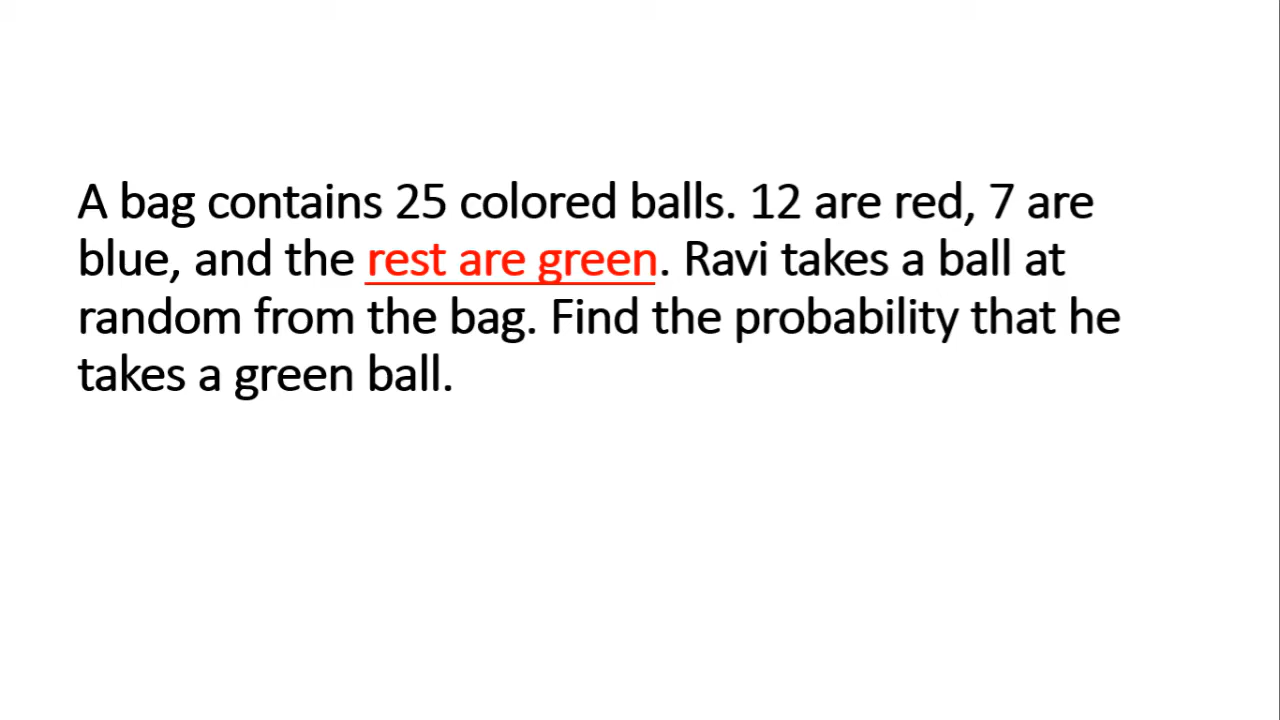 A bag contains 25 colored balls. 12 are red, 7 are
blue, and the rest are green. Ravi takes a ball at
random from the bag. Find the probability that he
takes a green ball.